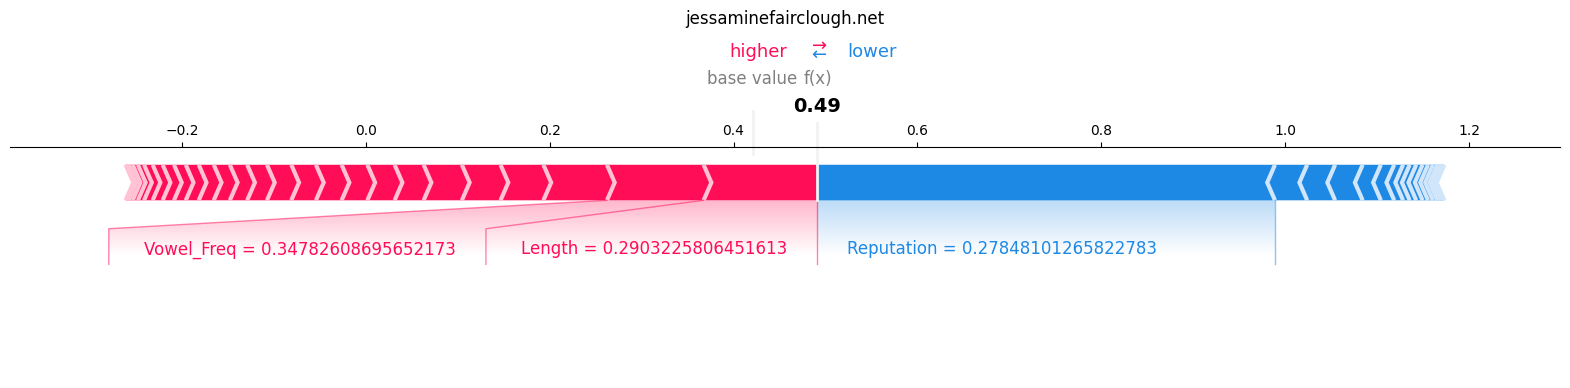 jessaminefairclough.net
higher → ← lower
base value f(x)
0.49
−0.2 0.0 0.2 0.4 0.6 0.8 1.0 1.2
Vowel_Freq = 0.34782608695652173 Length = 0.2903225806451613 Reputation = 0.27848101265822783